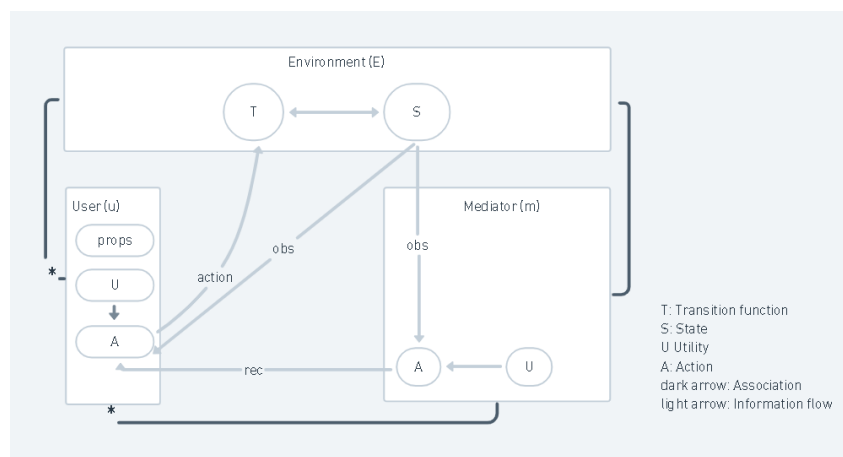 Environment (E)
T
S
User (u)
props
U
A
*
*
action
obs
obs
rec
Mediator (m)
A
U
T: Transition function
S: State
U Utility
A: Action
dark arrow: Association
light arrow: Information flow